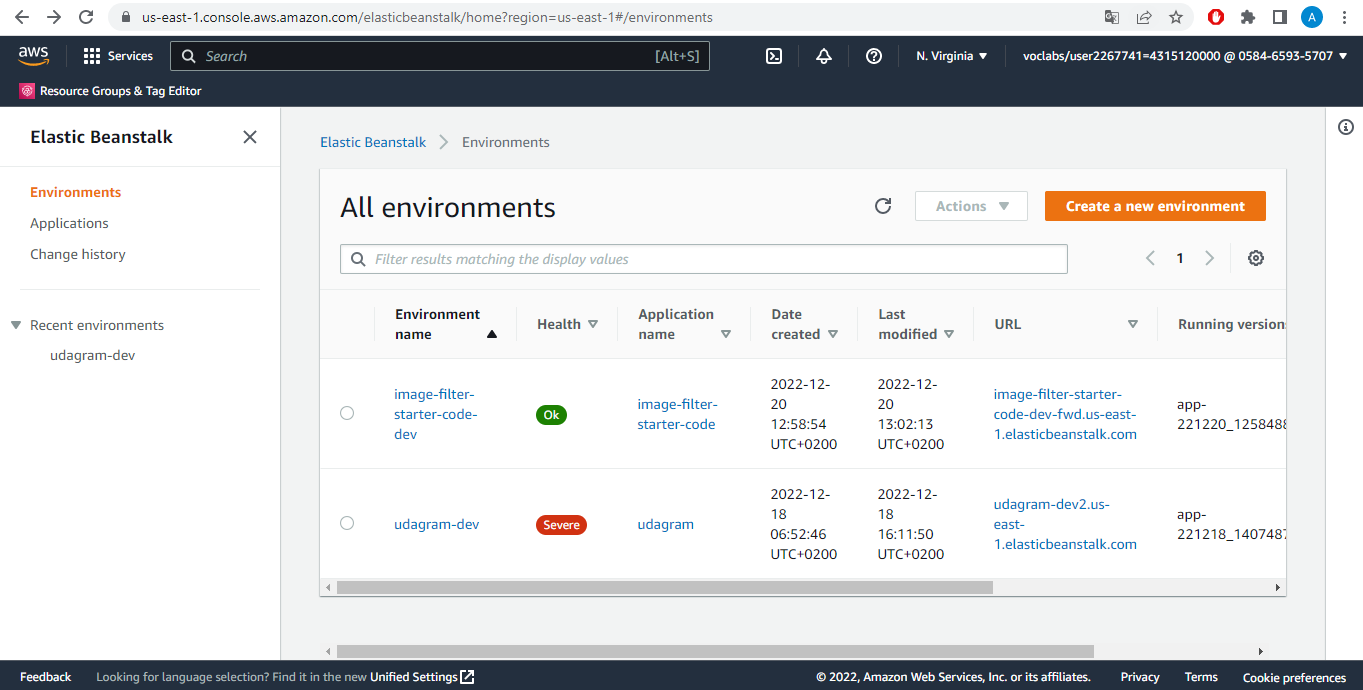 us-east-1.console.aws.amazon.com/elasticbeanstalk/home?region=us-east-1#/environments
A
aws
Services
Search
[Alt+S]
N. Virginia
voclabs/user2267741=4315120000 @ 0584-6593-5707
Resource Groups & Tag Editor
Elastic Beanstalk
Environments
Applications
Change history
Recent environments
udagram-dev
Elastic Beanstalk
Environments
All environments
Actions
Create a new environment
Filter results matching the display values
1
Environment
name
Health
Application
name
Date
created
Last
modified
URL
Running versions
image-filter-
starter-code-
dev
Ok
image-filter-
starter-code
2022-12-
20
12:58:54
UTC+0200
2022-12-
20
13:02:13
UTC+0200
image-filter-starter-
code-dev-fwd.us-east-
1.elasticbeanstalk.com
app-
221220_125848
udagram-dev
Severe
udagram
2022-12-
18
06:52:46
UTC+0200
2022-12-
18
16:11:50
UTC+0200
udagram-dev2.us-
east-
1.elasticbeanstalk.com
app-
221218_140748
Feedback
Looking for language selection? Find it in the new Unified Settings
© 2022, Amazon Web Services, Inc. or its affiliates.
Privacy
Terms
Cookie preferences